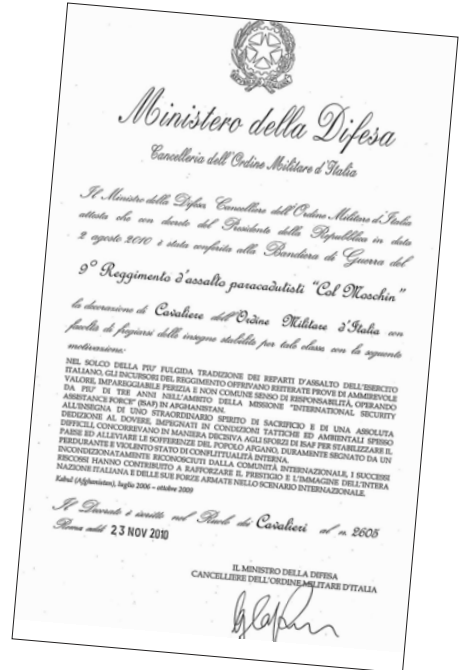 Ministero della Difesa
Cancelleria dell'Ordine Militare d'Italia
Il Ministro della Difesa, Cancelliere dell'Ordine Militare d'Italia
attesta che con decreto del Presidente della Repubblica in data
2 agosto 2010 è stata conferita alla Bandiera di Guerra del
9° Reggimento d'assalto paracadutisti "Col Moschin"
la decorazione di Cavaliere dell'Ordine Militare d'Italia con
facoltà di fregiarsi delle insegne stabilite per tale classe con la seguente
motivazione:
NEL SOLCO DELLA PIU' FULGIDA TRADIZIONE DEI REPARTI D'ASSALTO DELL'ESERCITO
ITALIANO, GLI INCURSORI DEL REGGIMENTO OFFRIVANO REITERATE PROVE DI AMMIREVOLE
VALORE, IMPAREGGIABILE PERIZIA E NON COMUNE SENSO DI RESPONSABILITÀ, OPERANDO
DA PIU' DI TRE ANNI NELL'AMBITO DELLA MISSIONE "INTERNATIONAL SECURITY
ASSISTANCE FORCE" (ISAF) IN AFGHANISTAN.
ALL'INSEGNA DI UNO STRAORDINARIO SPIRITO DI SACRIFICIO E DI UNA ASSOLUTA
DEDIZIONE AL DOVERE, IMPIEGNATI IN CONDIZIONI TATTICHE ED AMBIENTALI SPESSO
DIFFICILI, CONCORRIVANO IN MANIERA DECISIVA AGLI SFORZI DI ISAF PER STABILIZZARE IL
PAESE ED ALLEVIARE LE SOFFERENZE DEL POPOLO AFGANO, DURAMENTE SEGNATO DA UN
PERDURANTE E VIOLENTO STATO DI CONFLITTUALITÀ INTERNA.
INCONDIZIONATAMENTE RICONOSCIUTI DALLA COMUNITÀ INTERNAZIONALE, I SUCCESSI
RISCOSSI HANNO CONTRIBUITO A RAFFORZARE IL PRESTIGIO E L'IMMAGINE DELL'INTERA
NAZIONE ITALIANA E DELLE SUE FORZE ARMATE NELLO SCENARIO INTERNAZIONALE.
Kabul (Afghanistan), luglio 2006 – ottobre 2009
Il Decorato è iscritto nel Ruolo dei Cavalieri al n. 2605
Roma addì 23 NOV 2010
IL MINISTRO DELLA DIFESA
CANCELLIERE DELL'ORDINE MILITARE D'ITALIA